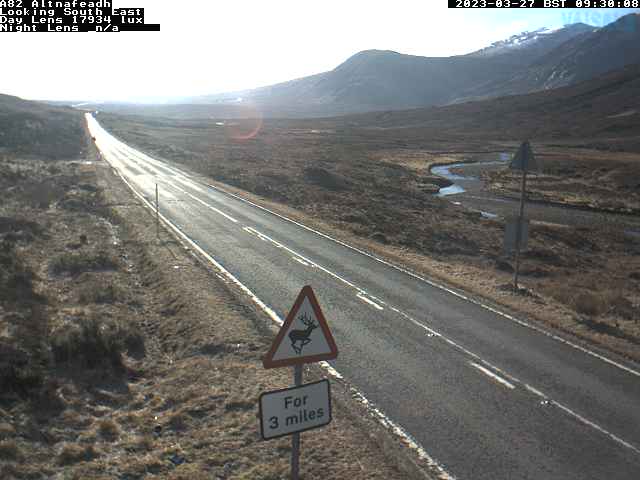 A82 Altnafeadh
2023-03-27 BST 09:30:08
Looking South East
Day Lens 17934 lux
Night Lens n/a
VAISALA
For
3 miles